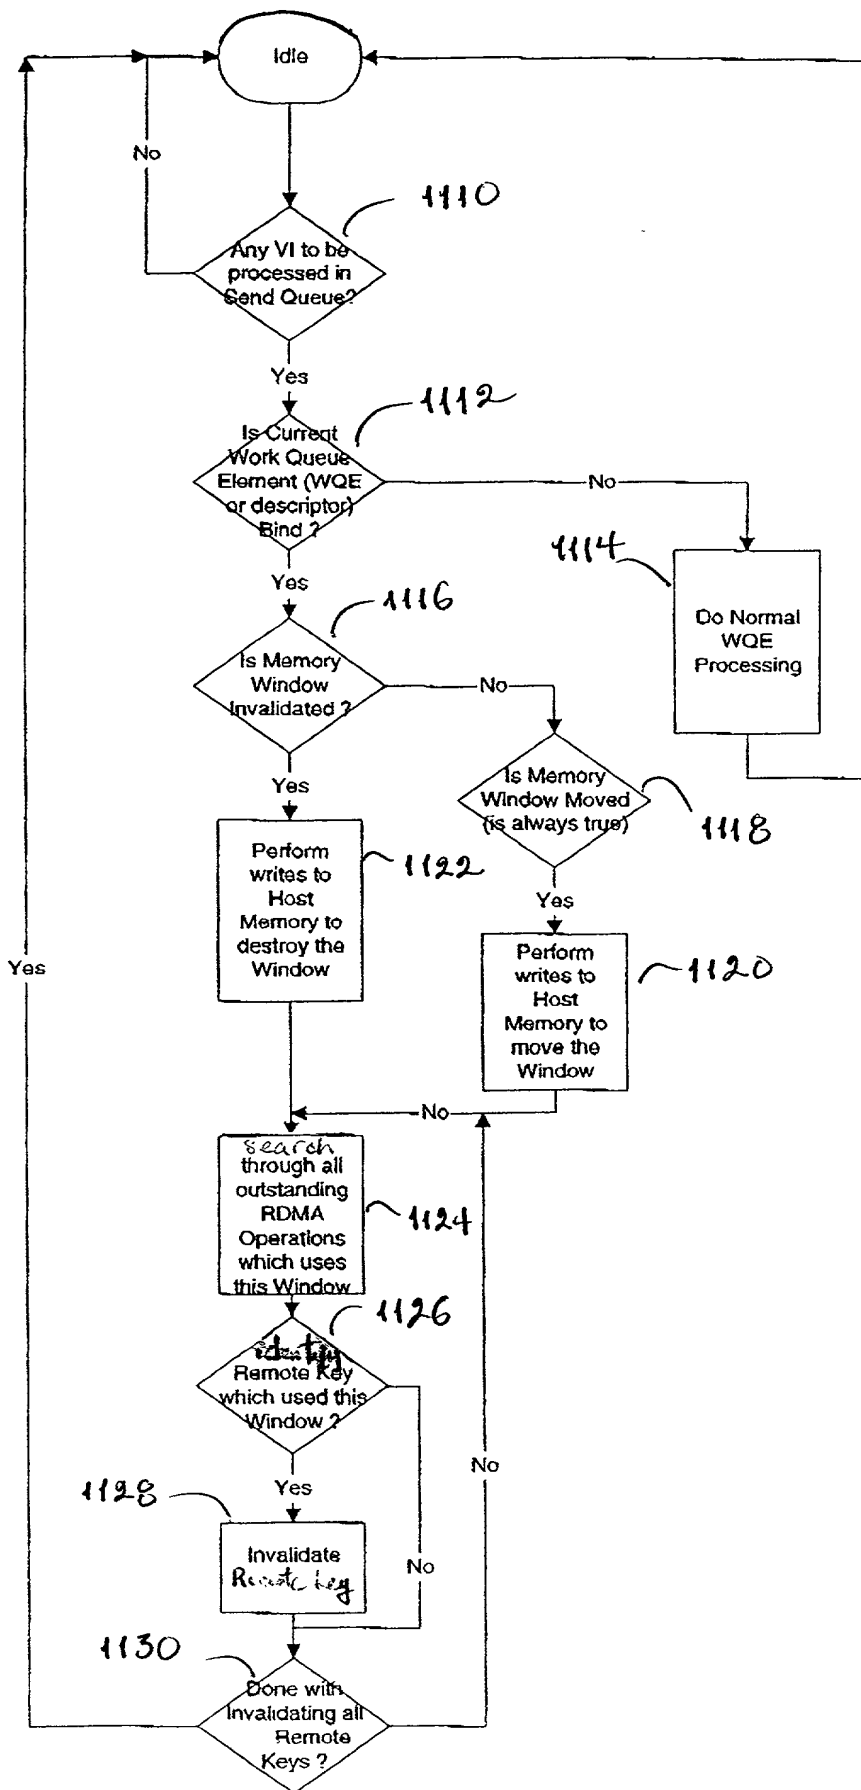 Idle
No
1110
Any VI to be
processed in
Send Queue?
Yes
1112
Is Current
Work Queue
Element (WQE
or descriptor)
Bind ?
No
1114
Do Normal
WQE
Processing
Yes
1116
Is Memory
Window
Invalidated ?
No
Is Memory
Window Moved
(is always true)
1118
Yes
Perform
writes to
Host
Memory to
destroy the
Window
1122
Yes
Perform
writes to
Host
Memory to
move the
Window
1120
Yes
No
search
through all
outstanding
RDMA
Operations
which uses
this Window
1124
1126
identify
Remote Key
which used this
Window ?
No
Yes
1128
Invalidate
Remote key
No
1130
Done with
Invalidating all
Remote
Keys ?